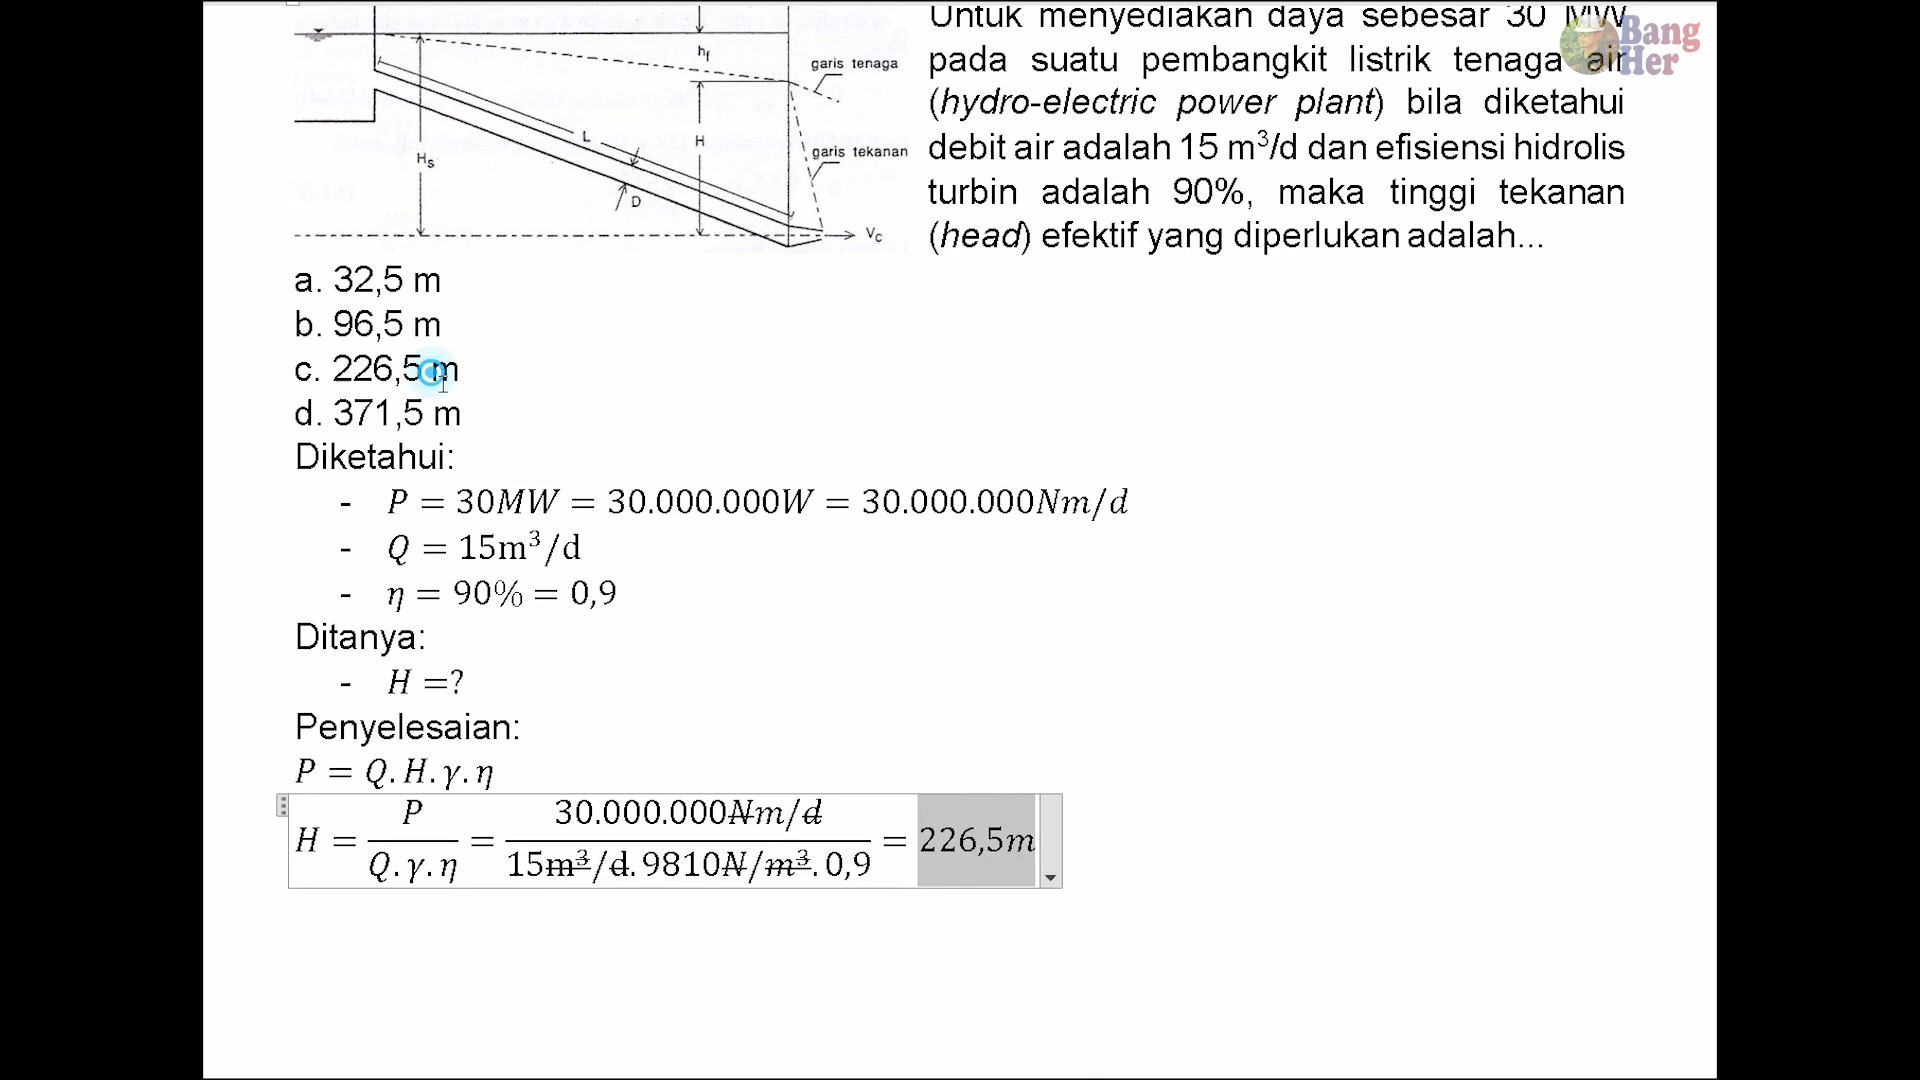 Untuk menyediakan daya sebesar 30 MW
Bang
Her
pada suatu pembangkit listrik tenaga air
(hydro-electric power plant) bila diketahui
debit air adalah 15 m³/d dan efisiensi hidrolis
turbin adalah 90%, maka tinggi tekanan
(head) efektif yang diperlukan adalah...
hf
garis tenaga
L
H
garis tekanan
Hs
D
Vc
a. 32,5 m
b. 96,5 m
c. 226,5 m
d. 371,5 m
Diketahui:
- P = 30MW = 30.000.000W = 30.000.000Nm/d
- Q = 15m³/d
- η = 90% = 0,9
Ditanya:
- H =?
Penyelesaian:
P = Q.H.γ.η
H = P / Q.γ.η = 30.000.000Nm/d / 15m³/d.9810N/m³.0,9 = 226,5m